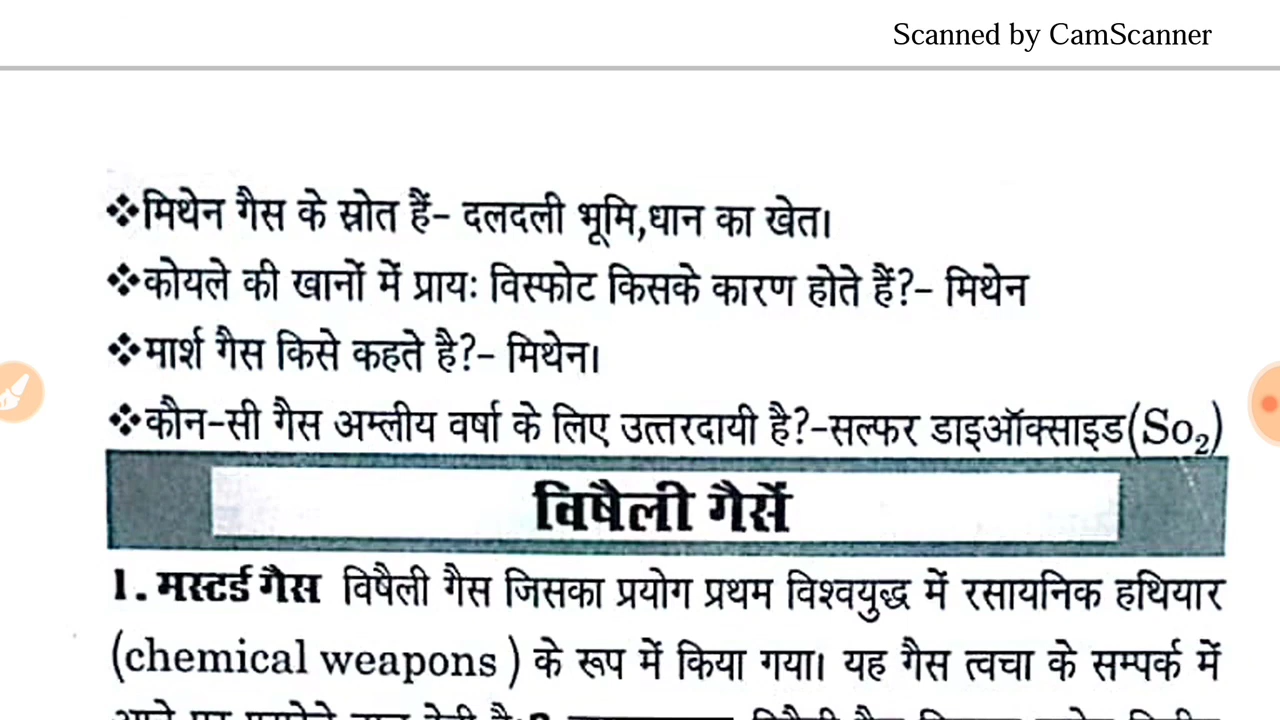 Scanned by CamScanner
❖मिथेन गैस के स्रोत हैं- दलदली भूमि,धान का खेत।
❖कोयले की खानों में प्रायः विस्फोट किसके कारण होते हैं?- मिथेन
❖मार्श गैस किसे कहते है?- मिथेन।
❖कौन-सी गैस अम्लीय वर्षा के लिए उत्तरदायी है?-सल्फर डाइऑक्साइड(So₂)
विषैली गैसें
1. मस्टर्ड गैस विषैली गैस जिसका प्रयोग प्रथम विश्वयुद्ध में रसायनिक हथियार
(chemical weapons ) के रूप में किया गया। यह गैस त्वचा के सम्पर्क में